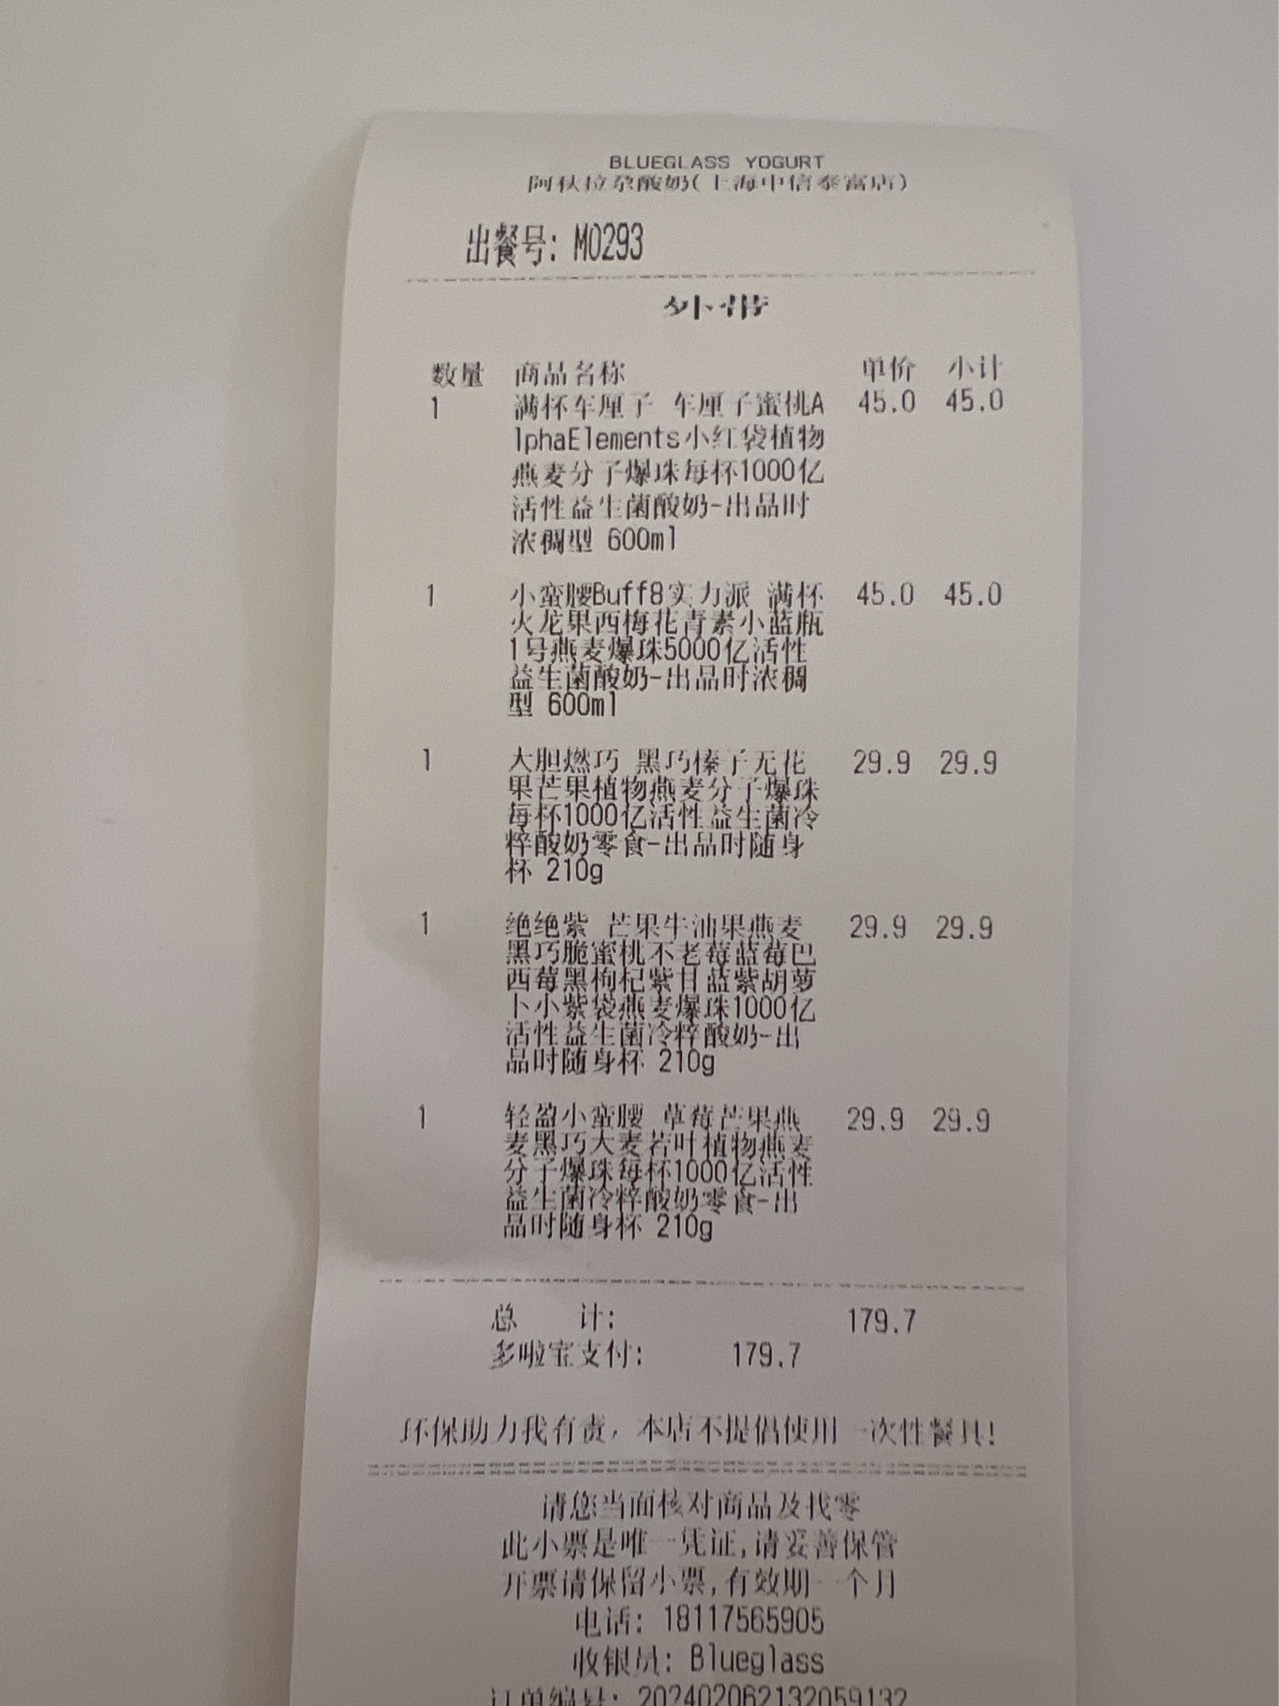 BLUEGLASS YOGURT
阿秋拉尕酸奶(上海中信泰富店)
出餐号: M0293
外带
数量 商品名称 单价 小计
1 满杯车厘子 车厘子蜜桃A 45.0 45.0
lphaElements小红袋植物
燕麦分子爆珠每杯1000亿
活性益生菌酸奶-出品时
浓稠型 600ml
1 小蛮腰Buff8实力派 满杯 45.0 45.0
火龙果西梅花青素小蓝瓶
1号燕麦爆珠5000亿活性
益生菌酸奶-出品时浓稠
型 600ml
1 大胆燃巧 黑巧榛子无花 29.9 29.9
果芒果植物燕麦分子爆珠
每杯1000亿活性益生菌冷
粹酸奶零食-出品时随身
杯 210g
1 绝绝紫 芒果牛油果燕麦 29.9 29.9
黑巧脆蜜桃不老莓蓝莓巴
西莓黑枸杞紫甘蓝紫胡萝
卜小紫袋燕麦爆珠1000亿
活性益生菌冷粹酸奶-出
品时随身杯 210g
1 轻盈小蛮腰 草莓芒果燕 29.9 29.9
麦黑巧大麦若叶植物燕麦
分子爆珠每杯1000亿活性
益生菌冷粹酸奶零食-出
品时随身杯 210g
总 计: 179.7
多啦宝支付: 179.7
环保助力我有责，本店不提倡使用一次性餐具!
请您当面核对商品及找零
此小票是唯一凭证,请妥善保管
开票请保留小票,有效期一个月
电话: 18117565905
收银员: Blueglass
订单编号: 202402062132059132